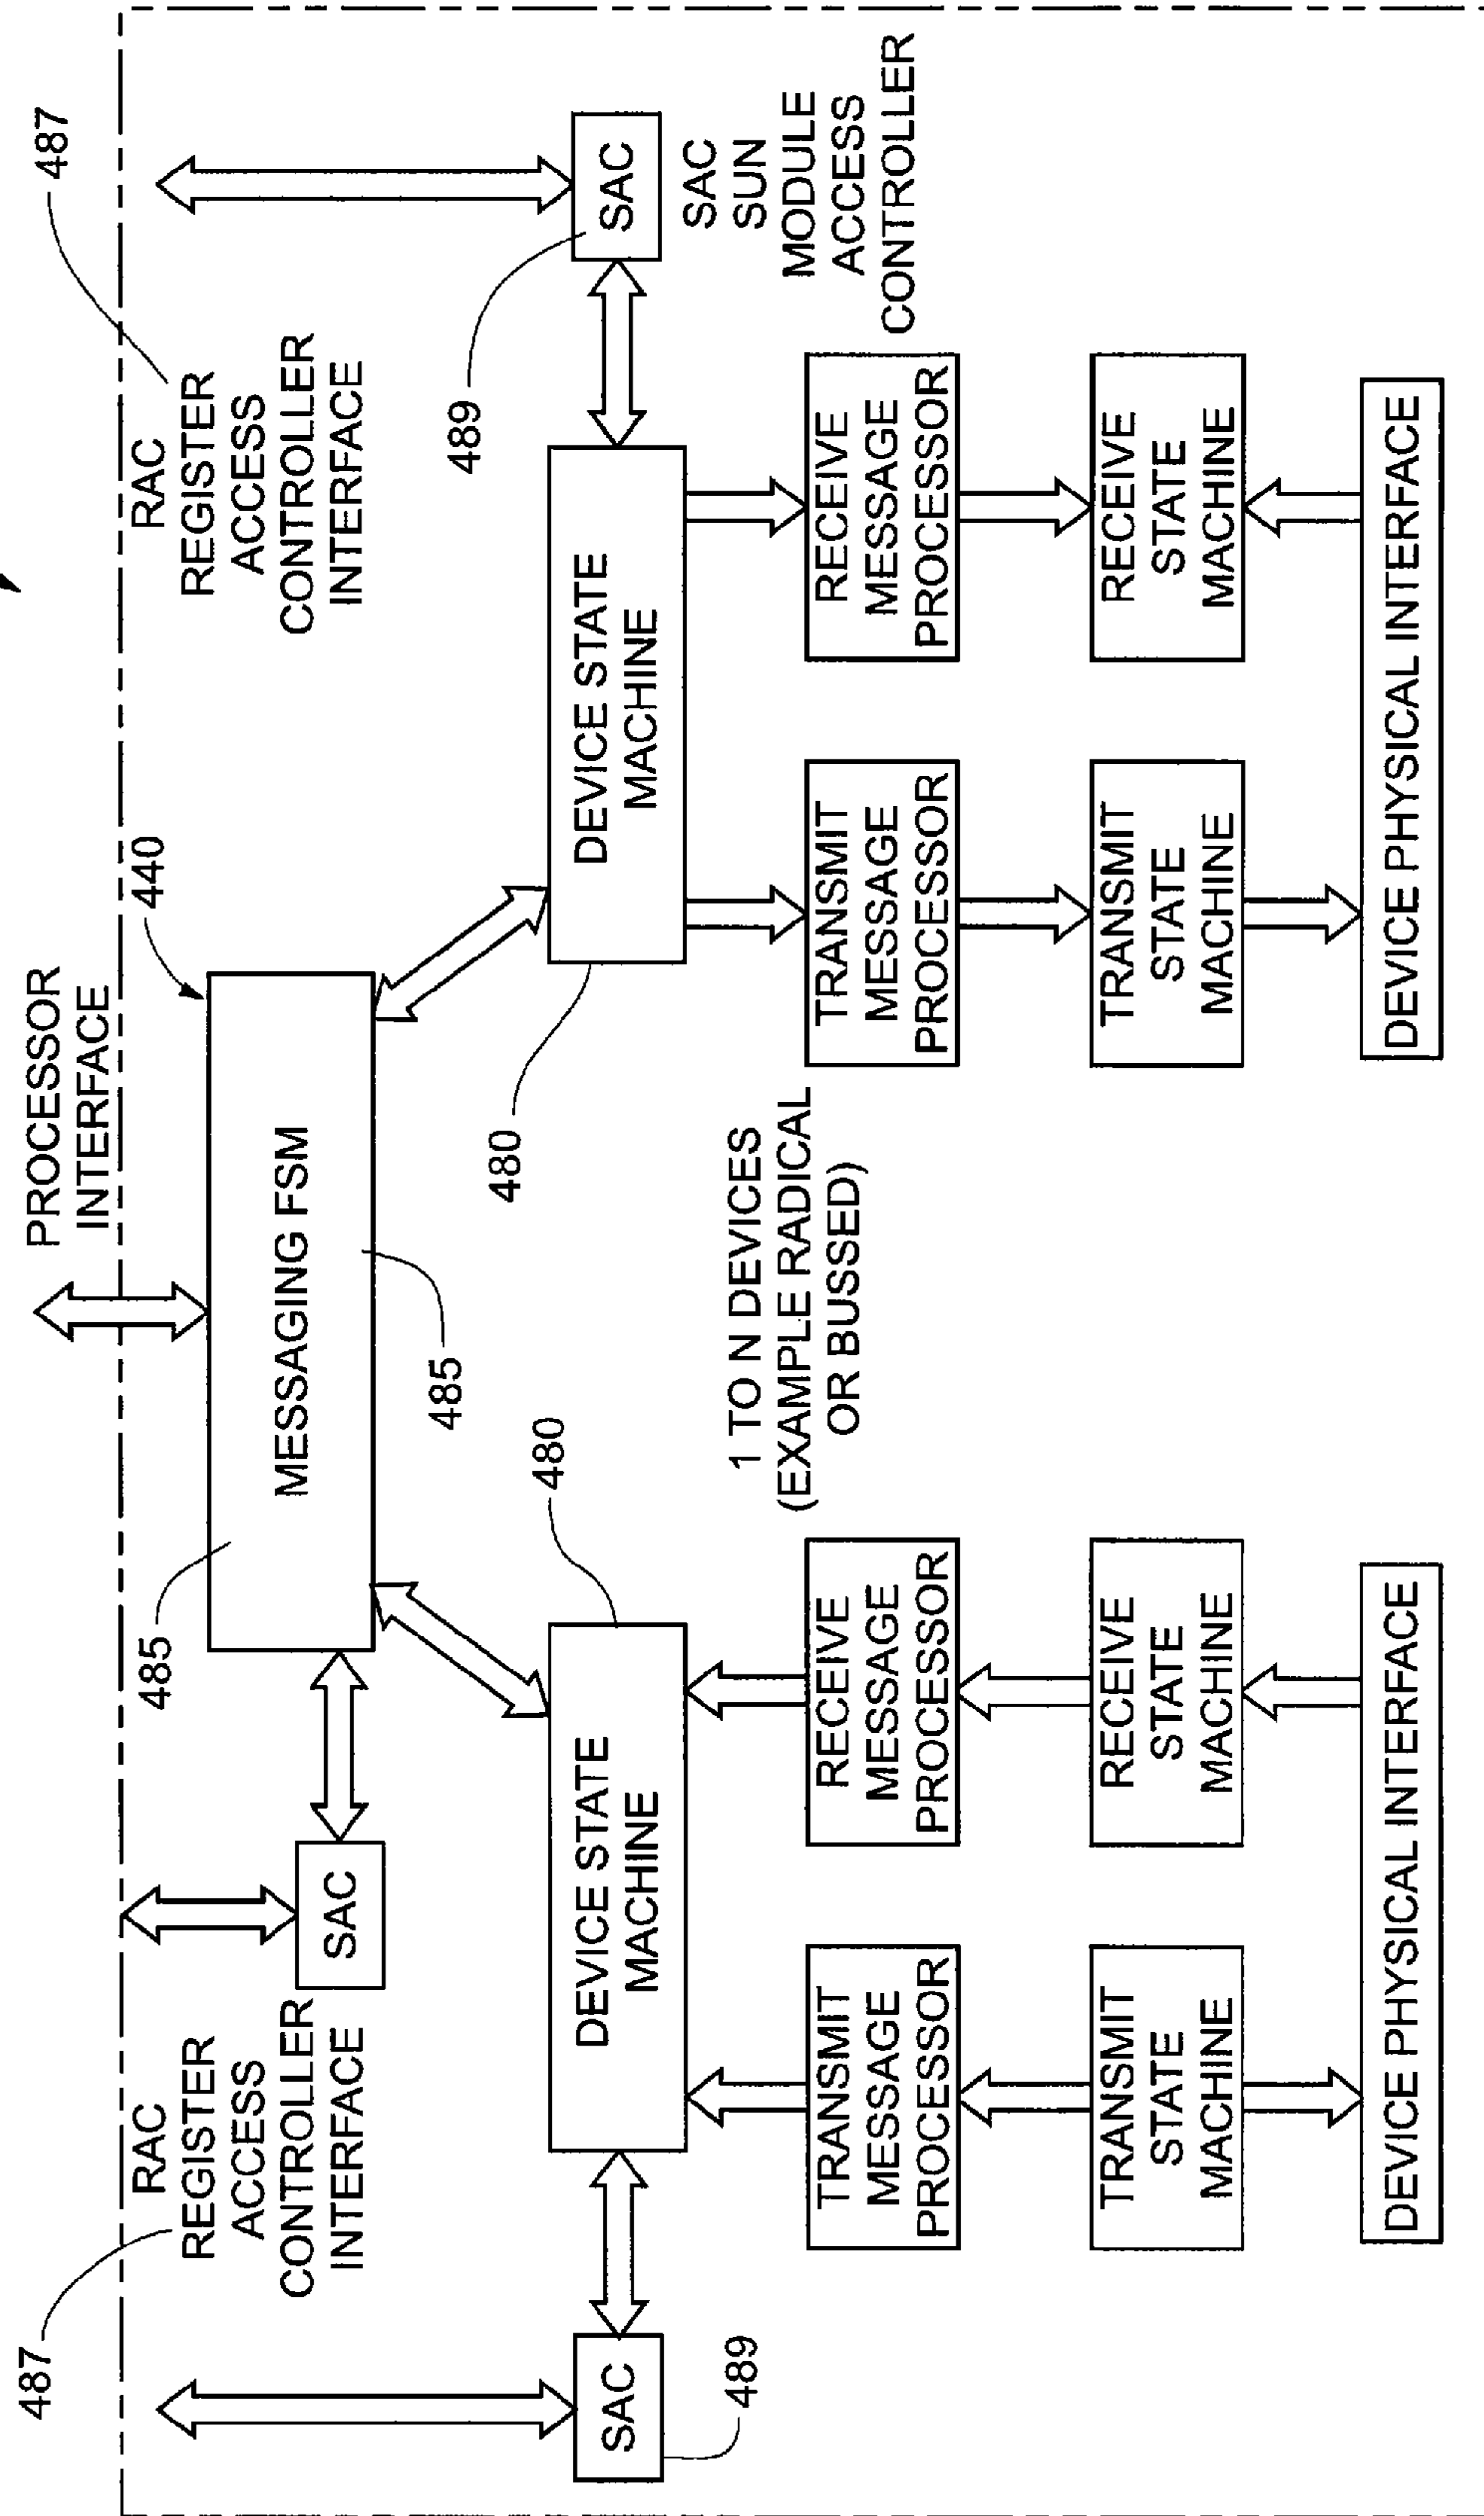 PROCESSOR
INTERFACE
487
RAC
REGISTER
ACCESS
CONTROLLER
INTERFACE
485
440
RAC
REGISTER
ACCESS
CONTROLLER
INTERFACE
487
MESSAGING FSM
SAC
485
489
SAC
489
480
DEVICE STATE
MACHINE
480
DEVICE STATE
MACHINE
SAC
SAC
SUN
MODULE
ACCESS
CONTROLLER
1 TO N DEVICES
(EXAMPLE RADICAL
OR BUSSED)
TRANSMIT
MESSAGE
PROCESSOR
RECEIVE
MESSAGE
PROCESSOR
TRANSMIT
MESSAGE
PROCESSOR
RECEIVE
MESSAGE
PROCESSOR
TRANSMIT
STATE
MACHINE
RECEIVE
STATE
MACHINE
TRANSMIT
STATE
MACHINE
RECEIVE
STATE
MACHINE
DEVICE PHYSICAL INTERFACE
DEVICE PHYSICAL INTERFACE